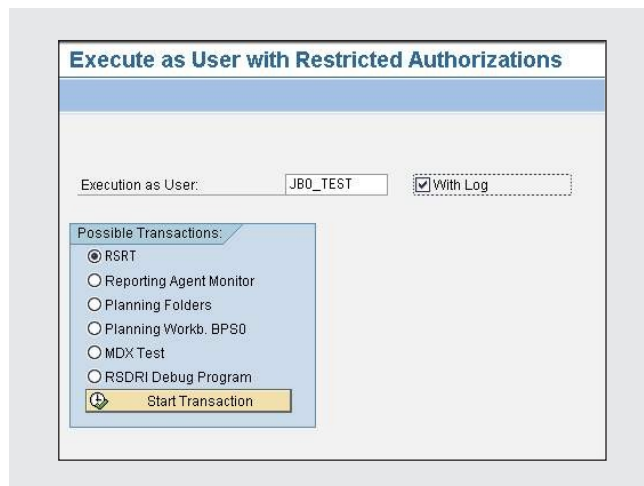 Execute as User with Restricted Authorizations
Execution as User: JB0_TEST With Log
Possible Transactions:
RSRT
Reporting Agent Monitor
Planning Folders
Planning Workb. BPS0
MDX Test
RSDRI Debug Program
Start Transaction